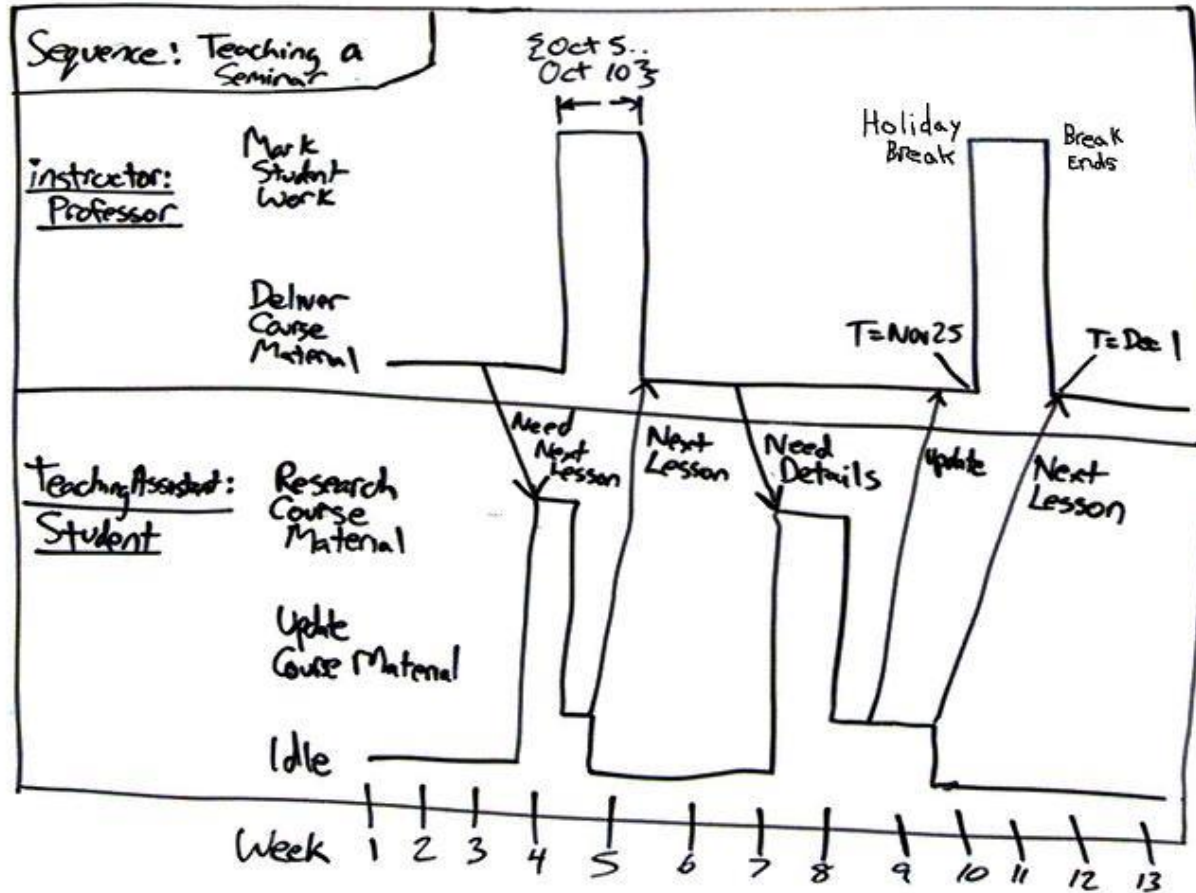 Sequence: Teaching a
Seminar
{Oct 5..
Oct 10}
Mark
Student
Work
instructor:
Professor
Holiday
Break
Break
Ends
Deliver
Course
Material
T=Nov 25
T=Dec 1
Need
Next
Lesson
Next
Lesson
Need
Details
update
Next
Lesson
TeachingAssistant:
Student
Research
Course
Material
Update
Course Material
Idle
Week 1 2 3 4 5 6 7 8 9 10 11 12 13